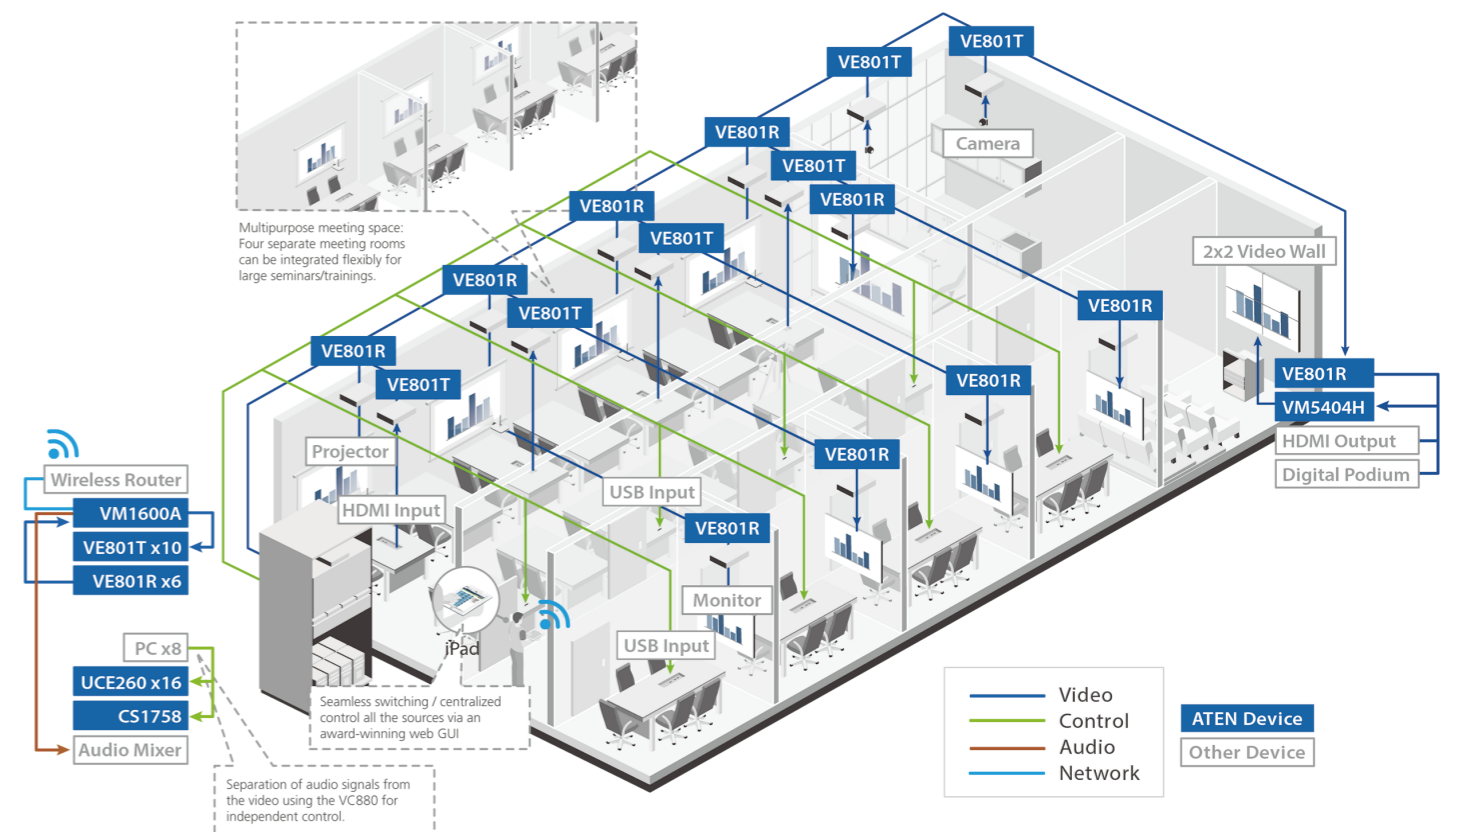 VE801T
VE801T
VE801R
VE801T
Camera
VE801R
VE801R
VE801T
Multipurpose meeting space:
Four separate meeting rooms
can be integrated flexibly for
large seminars/trainings.
2x2 Video Wall
VE801R
VE801T
VE801R
VE801R
VE801T
VE801R
VE801R
VM5404H
HDMI Output
Digital Podium
Projector
VE801R
Wireless Router
VM1600A
VE801T x10
VE801R x6
HDMI Input
USB Input
VE801R
Monitor
iPad
USB Input
PC x8
UCE260 x16
CS1758
Audio Mixer
Seamless switching / centralized
control all the sources via an
award-winning web GUI
Separation of audio signals from
the video using the VC880 for
independent control.
Video
Control
Audio
Network
ATEN Device
Other Device